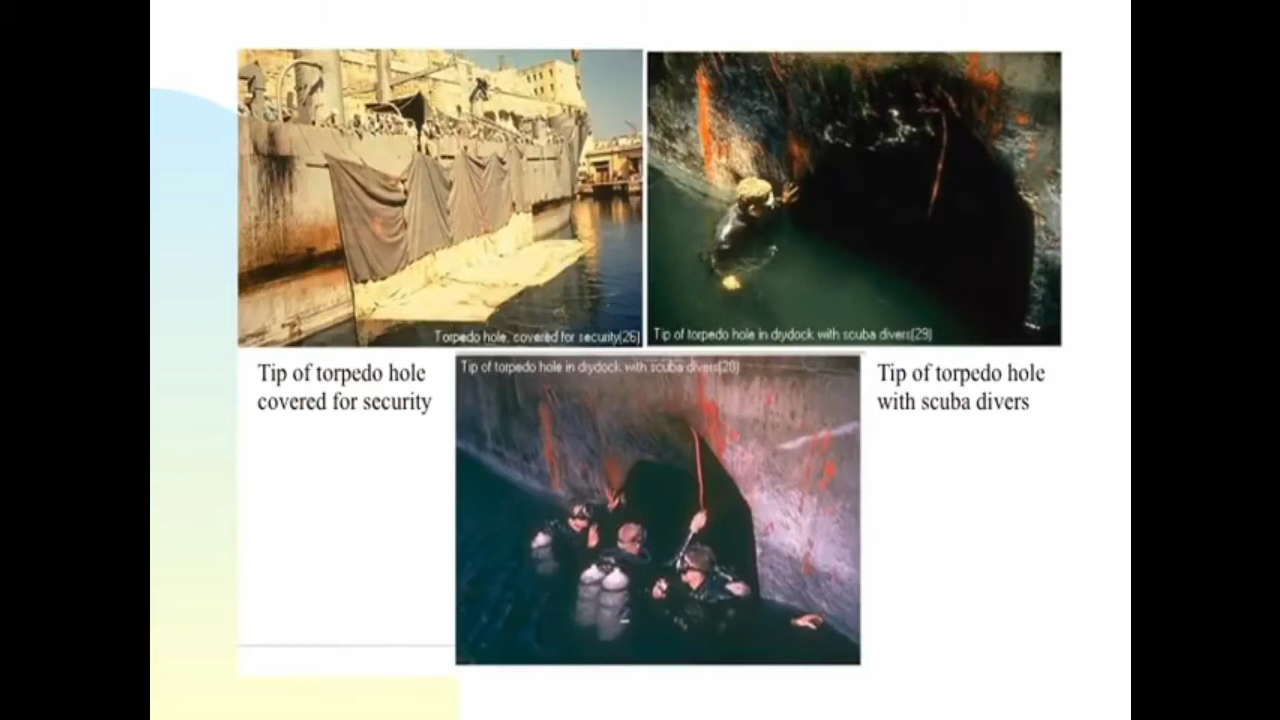 Torpedo hole, covered for security[26]
Tip of torpedo hole in drydock with scuba divers[29]
Tip of torpedo hole
covered for security
Tip of torpedo hole in drydock with scuba divers[28]
Tip of torpedo hole
with scuba divers